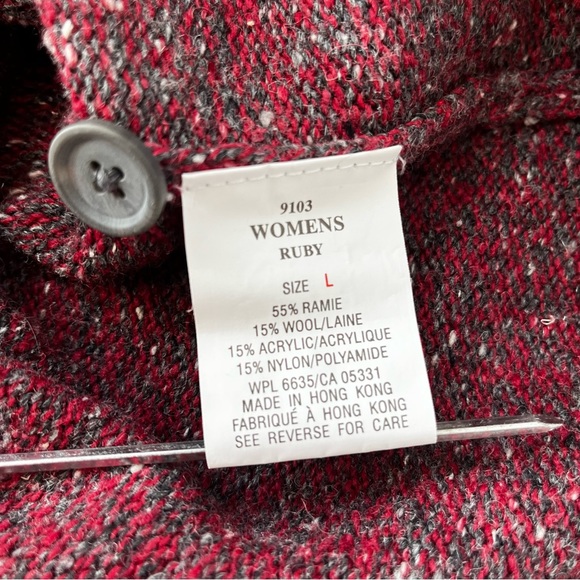 9103
WOMENS
RUBY
SIZE L
55% RAMIE
15% WOOL/LAINE
15% ACRYLIC/ACRYLIQUE
15% NYLON/POLYAMIDE
WPL 6635/CA 05331
MADE IN HONG KONG
FABRIQUÉ À HONG KONG
SEE REVERSE FOR CARE